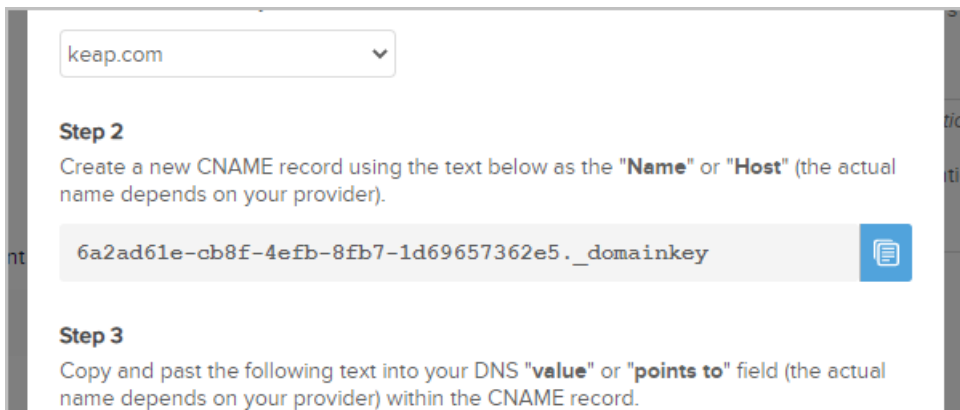 keap.com
Step 2
Create a new CNAME record using the text below as the "Name" or "Host" (the actual
name depends on your provider).
6a2ad61e-cb8f-4efb-8fb7-1d69657362e5._domainkey
Step 3
Copy and past the following text into your DNS "value" or "points to" field (the actual
name depends on your provider) within the CNAME record.